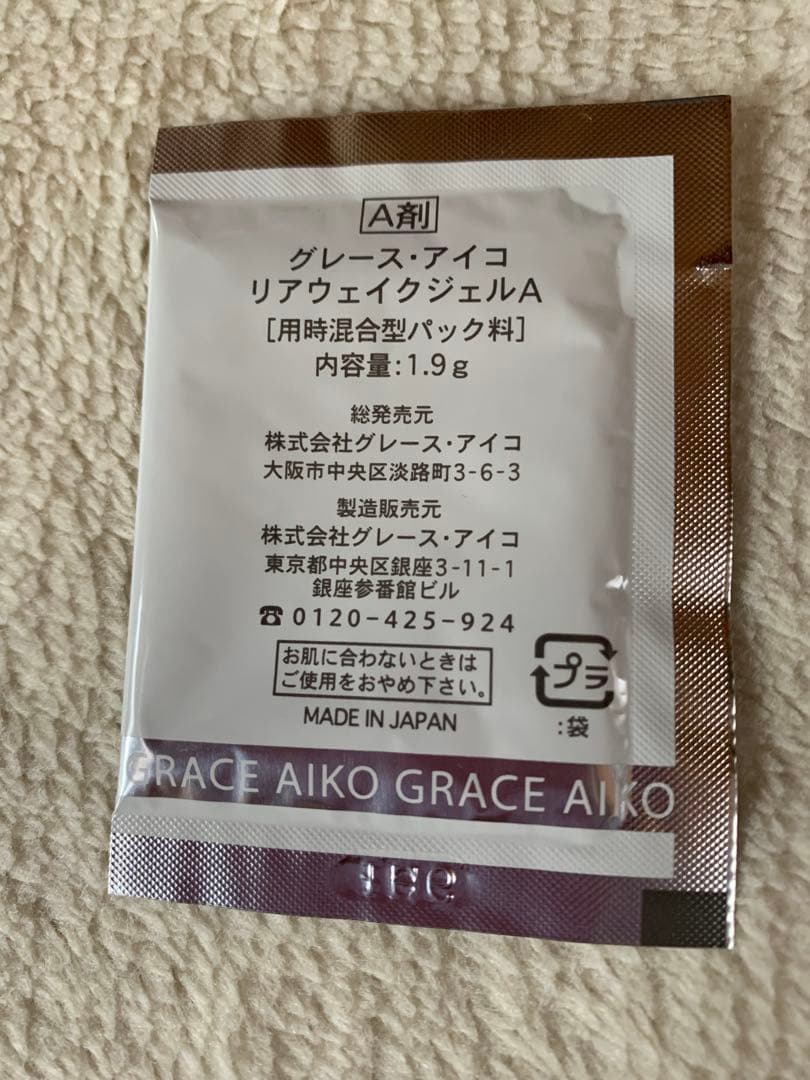 A剤
グレース・アイコ
リアウェイクジェルA
[用時混合型パック料]
内容量:1.9g
総発売元
株式会社グレース・アイコ
大阪市中央区淡路町3-6-3
製造販売元
株式会社グレース・アイコ
東京都中央区銀座3-11-1
銀座参番館ビル
☎0120-425-924
お肌に合わないときは
ご使用をおやめ下さい。
プラ
:袋
MADE IN JAPAN
GRACE AIKO GRACE AIKO